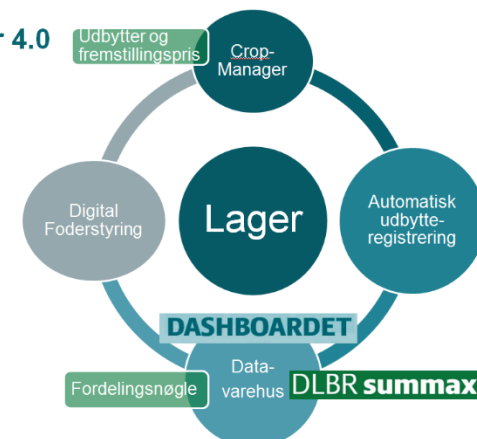 r 4.0
Udbytter og
fremstillingspris
Crop-
Manager
Digital
Foderstyring
Lager
Automatisk
udbytte-
registrering
DASHBOARDET
Data-
varehus
Fordelingsnøgle
DLBR summax